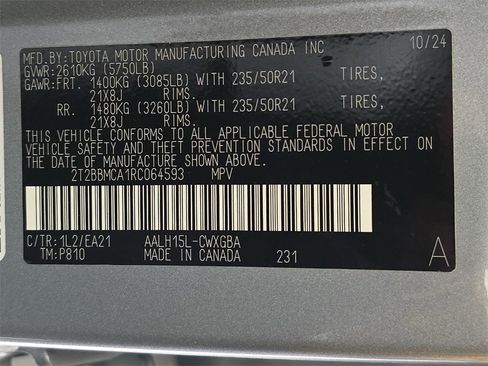 MFD.BY:TOYOTA MOTOR MANUFACTURING CANADA INC 10/24
GVWR:2610KG (5750LB)
GAWR:FRT. 1400KG (3085LB) WITH 235/50R21 TIRES,
21X8J RIMS.
RR. 1480KG (3260LB) WITH 235/50R21 TIRES,
21X8J RIMS.
THIS VEHICLE CONFORMS TO ALL APPLICABLE FEDERAL MOTOR
VEHICLE SAFETY AND THEFT PREVENTION STANDARDS IN EFFECT
ON THE DATE OF MANUFACTURE SHOWN ABOVE.
2T2BBMCA1RC064593 MPV
C/TR:1L2/EA21 AALH15L-CWXGBA
TM:P810 MADE IN CANADA 231 A